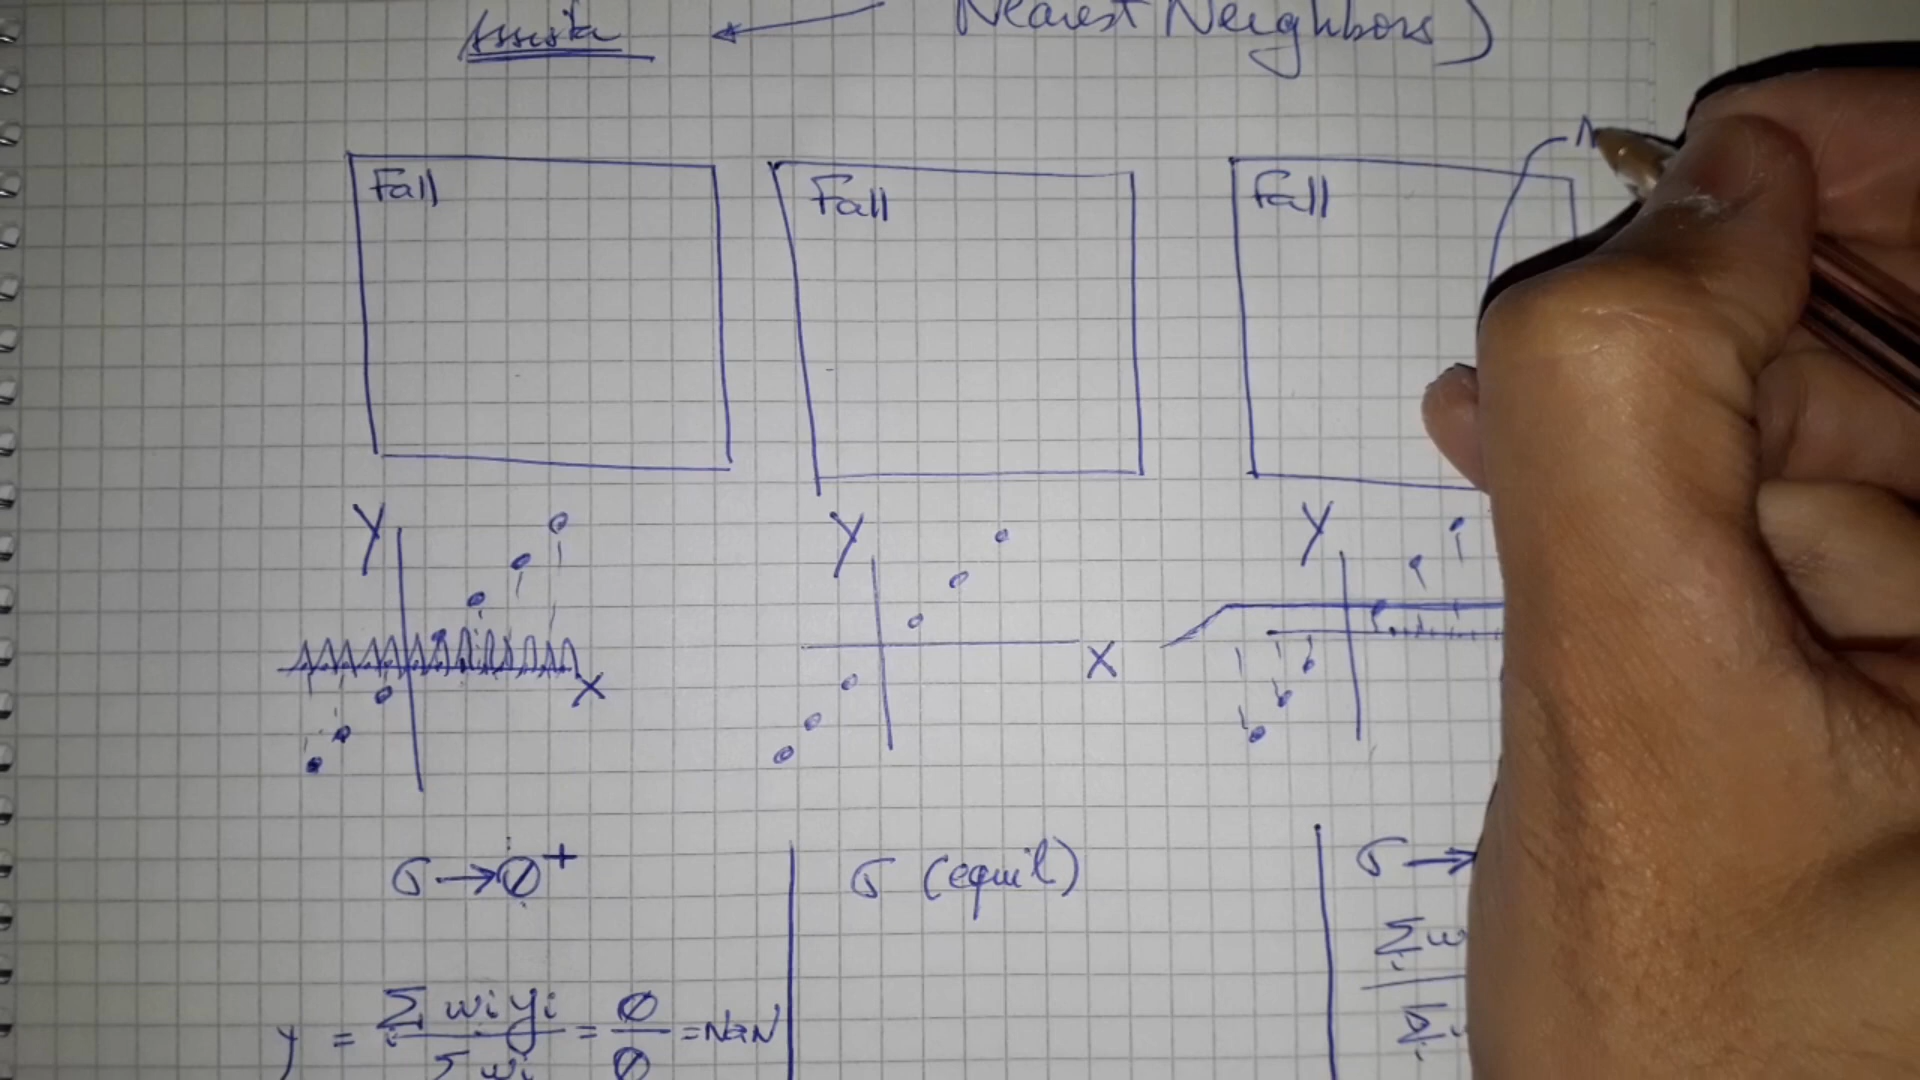 Nearest Neighbors)
Fall Fall Fall
y y y
x x
σ → 0⁺ σ (equil) σ →
y = Σ wᵢ yᵢ / Σ wᵢ = 0/0 = NaN